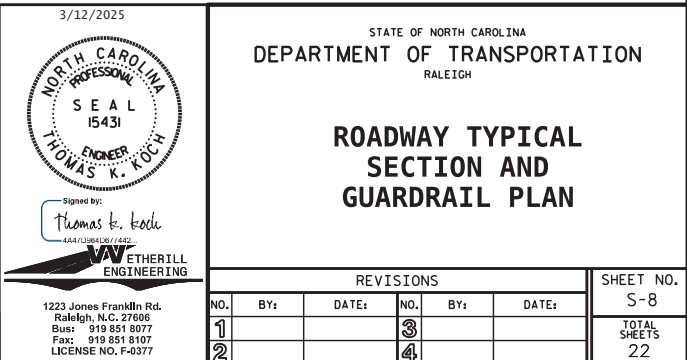 3/12/2025
NORTH CAROLINA
PROFESSIONAL
SEAL
15431
ENGINEER
THOMAS K. KOCH
Signed by:
Thomas K. Koch
4A47D964D677442...
WETHERILL
ENGINEERING
1223 Jones Franklin Rd.
Raleigh, N.C. 27606
Bus: 919 851 8077
Fax: 919 851 8107
LICENSE NO. F-0377
STATE OF NORTH CAROLINA
DEPARTMENT OF TRANSPORTATION
RALEIGH
ROADWAY TYPICAL
SECTION AND
GUARDRAIL PLAN
REVISIONS
NO. BY: DATE: NO. BY: DATE:
1 3
2 4
SHEET NO.
S-8
TOTAL
SHEETS
22